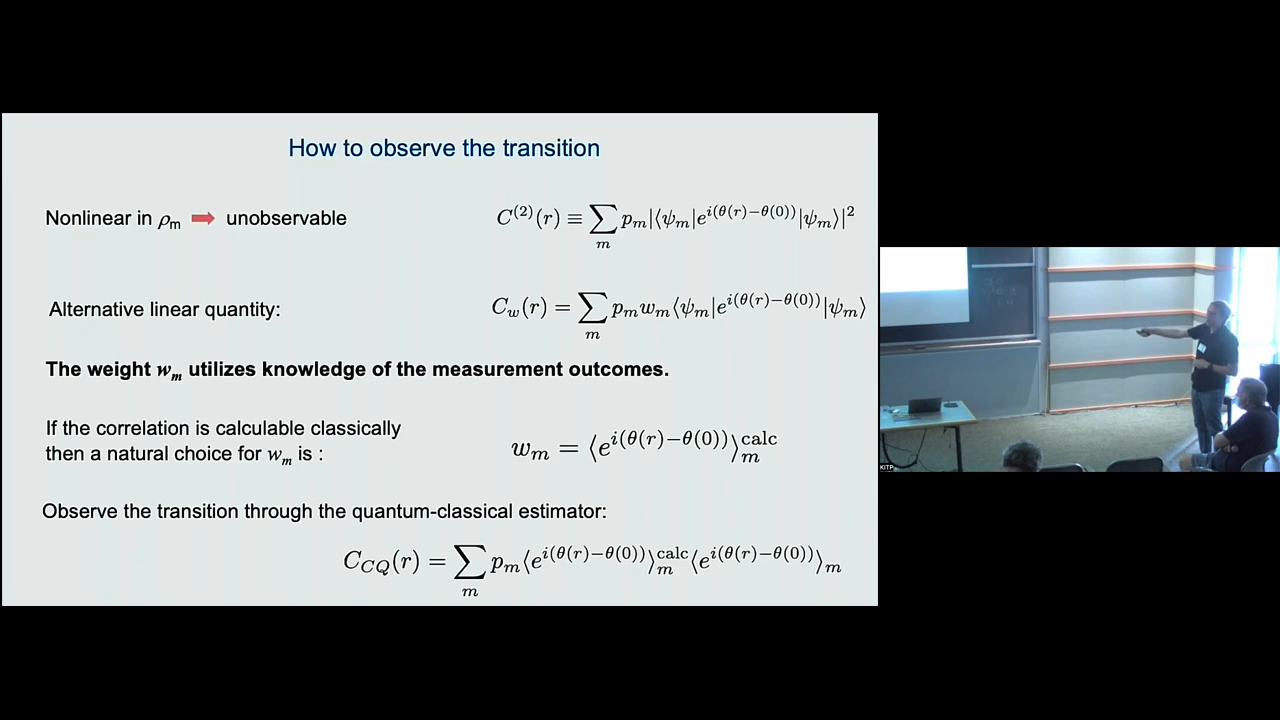 How to observe the transition
Nonlinear in ρm ➡ unobservable
C^{(2)}(r) ≡ ∑_m p_m |⟨ψ_m|e^{i(θ(r)−θ(0))}|ψ_m⟩|^2
Alternative linear quantity:
C_w(r) = ∑_m p_m w_m ⟨ψ_m|e^{i(θ(r)−θ(0))}|ψ_m⟩
The weight w_m utilizes knowledge of the measurement outcomes.
If the correlation is calculable classically
then a natural choice for w_m is :
w_m = ⟨e^{i(θ(r)−θ(0))}⟩_m^{calc}
Observe the transition through the quantum-classical estimator:
C_{CQ}(r) = ∑_m p_m ⟨e^{i(θ(r)−θ(0))}⟩_m^{calc} ⟨e^{i(θ(r)−θ(0))}⟩_m
KITP